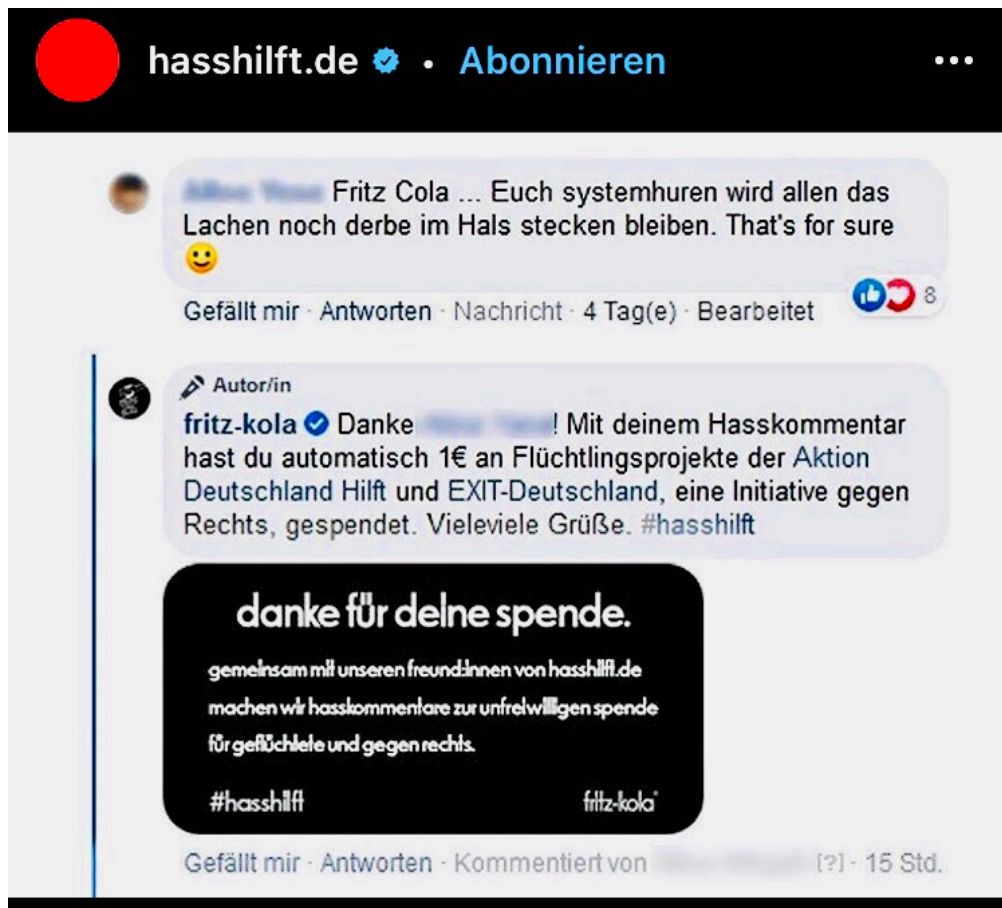 hasshilft.de • Abonnieren ...
Fritz Cola ... Euch systemhuren wird allen das
Lachen noch derbe im Hals stecken bleiben. That's for sure
🙂
8
Gefällt mir · Antworten · Nachricht · 4 Tag(e) · Bearbeitet
Autor/in
fritz-kola Danke ! Mit deinem Hasskommentar
hast du automatisch 1€ an Flüchtlingsprojekte der Aktion
Deutschland Hilft und EXIT-Deutschland, eine Initiative gegen
Rechts, gespendet. Vieleviele Grüße. #hasshilft
danke für deine spende.
gemeinsam mit unseren freund:innen von hasshilft.de
machen wir hasskommentare zur unfreiwilligen spende
für geflüchtete und gegen rechts.
#hasshilft fritz-kola®
Gefällt mir · Antworten · Kommentiert von [?] · 15 Std.